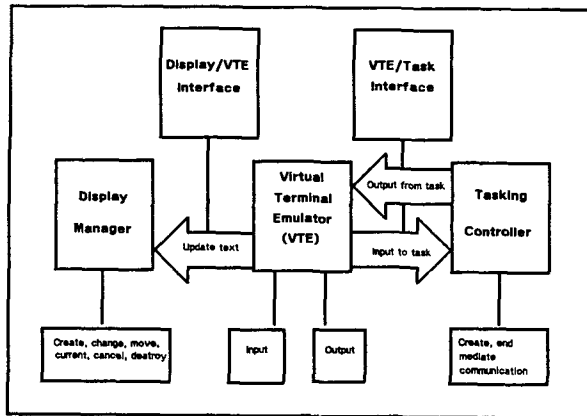 Display/VTE
Interface
VTE/Task
Interface
Display
Manager
Update text
Virtual
Terminal
Emulator
(VTE)
Output from task
Input to task
Tasking
Controller
Create, change, move,
current, cancel, destroy
Input
Output
Create, end
mediate
communication